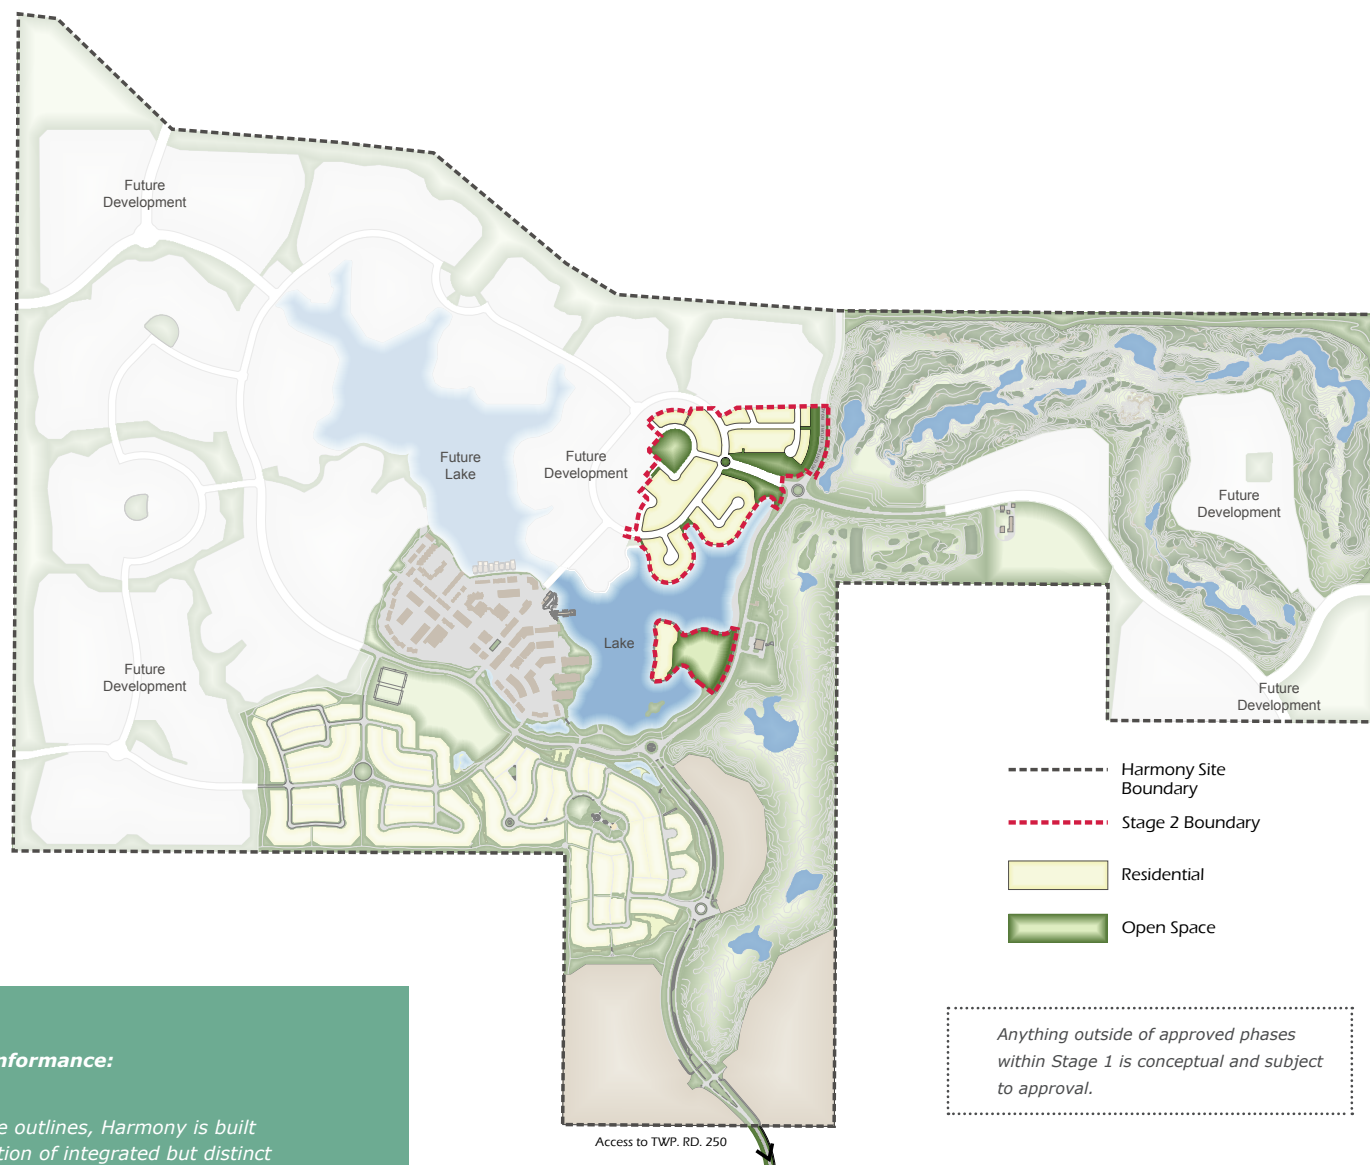 Future
Development
Future
Lake
Future
Development
Future
Development
Lake
Future
Development
Future
Development
Harmony Site
Boundary
Stage 2 Boundary
Residential
Open Space
Anything outside of approved phases
within Stage 1 is conceptual and subject
to approval.
nformance:
e outlines, Harmony is built
tion of integrated but distinct
Access to TWP. RD. 250